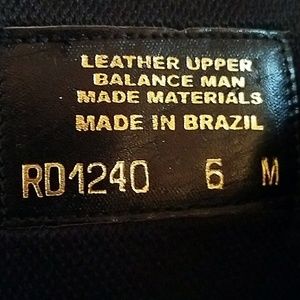 LEATHER UPPER
BALANCE MAN
MADE MATERIALS
MADE IN BRAZIL
RD1240 6 M